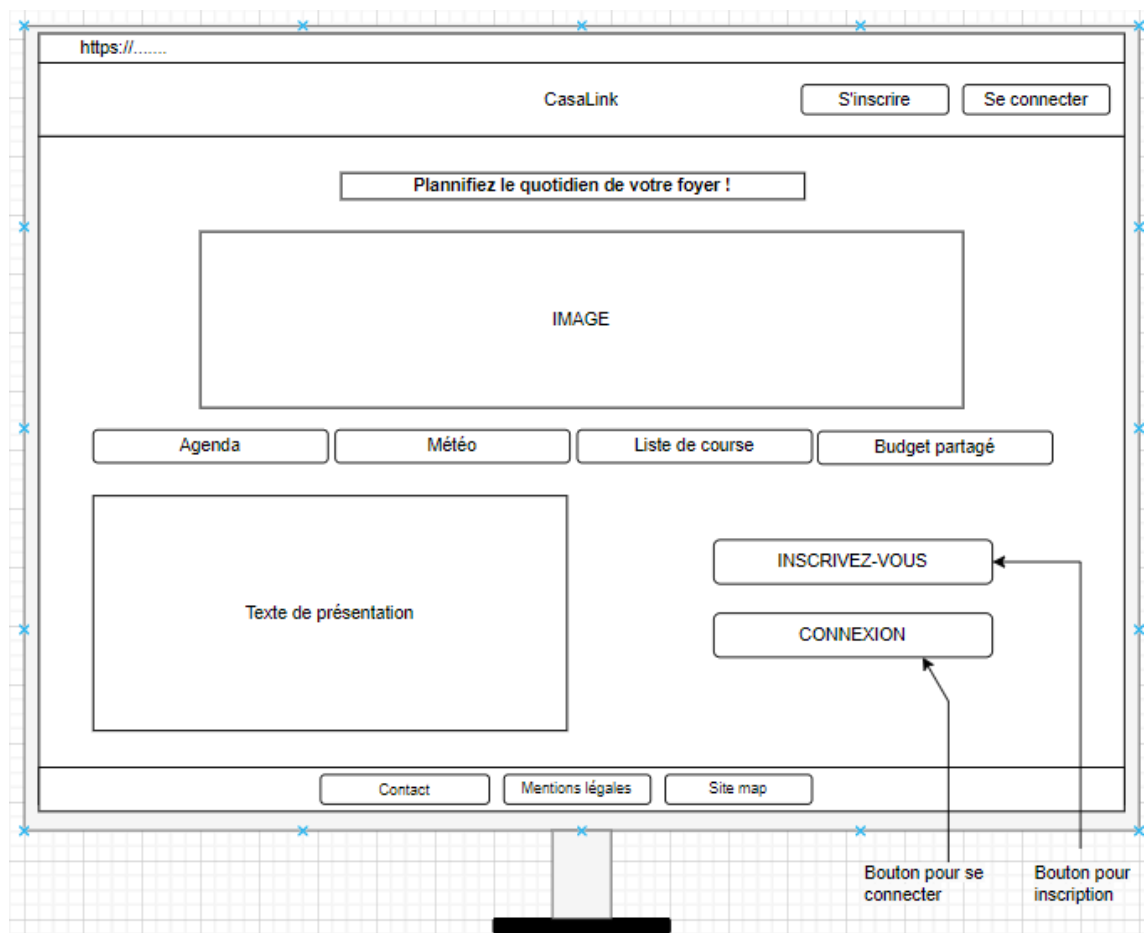 https://.......
CasaLink
S'inscrire
Se connecter
Plannifiez le quotidien de votre foyer !
IMAGE
Agenda
Météo
Liste de course
Budget partagé
Texte de présentation
INSCRIVEZ-VOUS
CONNEXION
Contact
Mentions légales
Site map
Bouton pour se
connecter
Bouton pour
inscription